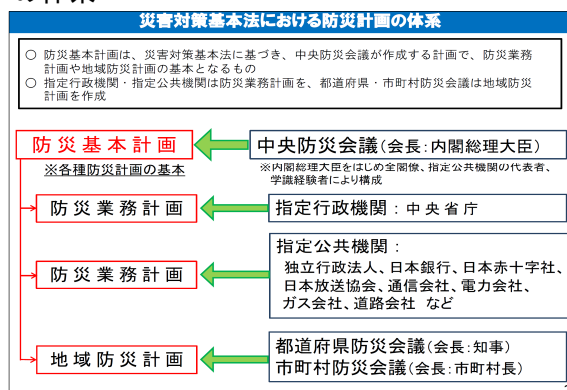 災害対策基本法における防災計画の体系
○ 防災基本計画は、災害対策基本法に基づき、中央防災会議が作成する計画で、防災業務
計画や地域防災計画の基本となるもの
○ 指定行政機関・指定公共機関は防災業務計画を、都道府県・市町村防災会議は地域防災
計画を作成
防災基本計画
中央防災会議(会長:内閣総理大臣)
※各種防災計画の基本
※内閣総理大臣をはじめ全閣僚、指定公共機関の代表者、
学識経験者により構成
防災業務計画
指定行政機関:中央省庁
防災業務計画
指定公共機関:
独立行政法人、日本銀行、日本赤十字社、
日本放送協会、通信会社、電力会社、
ガス会社、道路会社 など
地域防災計画
都道府県防災会議(会長:知事)
市町村防災会議(会長:市町村長)